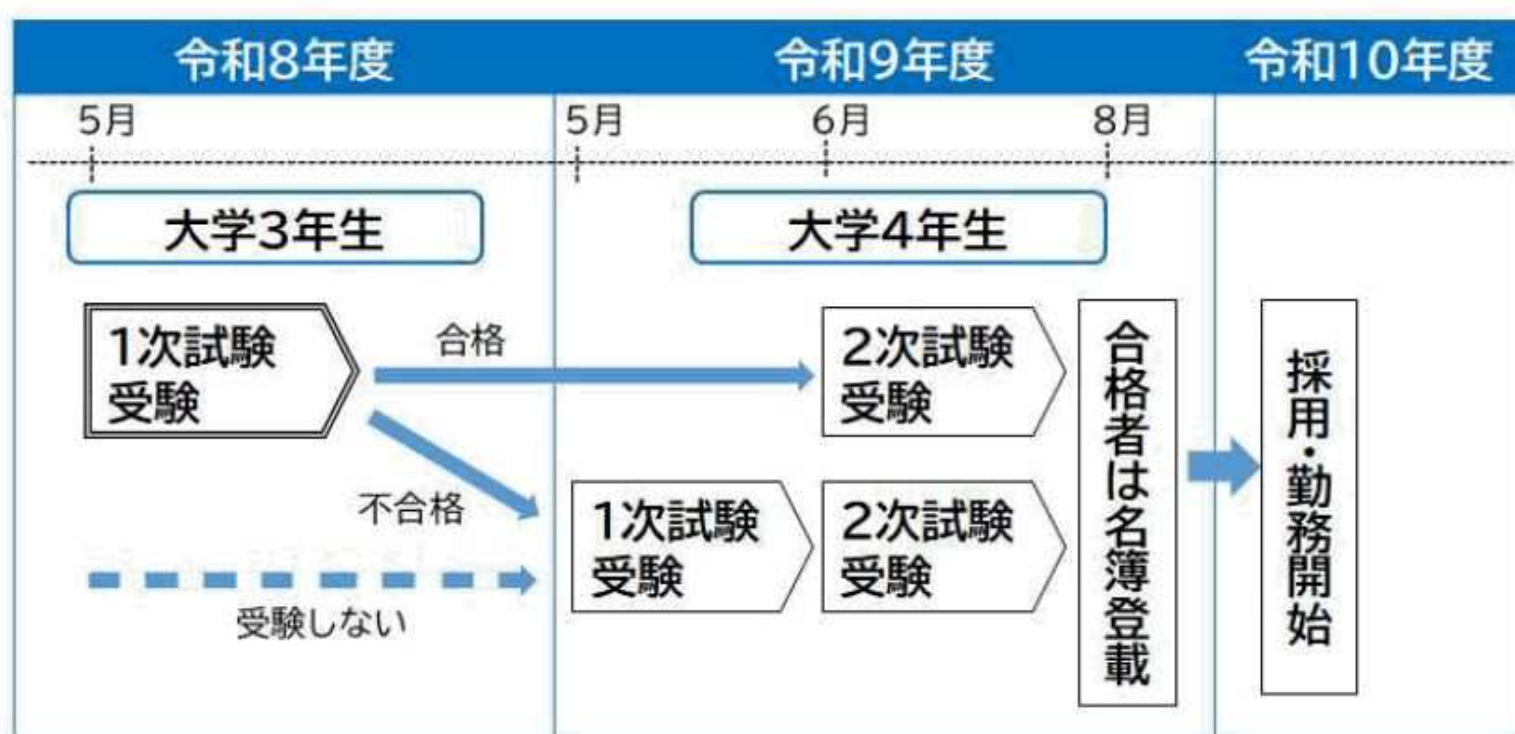 令和8年度
令和9年度
令和10年度
5月
5月
6月
8月
大学3年生
大学4年生
1次試験
受験
合格
不合格
受験しない
2次試験
受験
1次試験
受験
2次試験
受験
合格者は名簿登載
採用・勤務開始